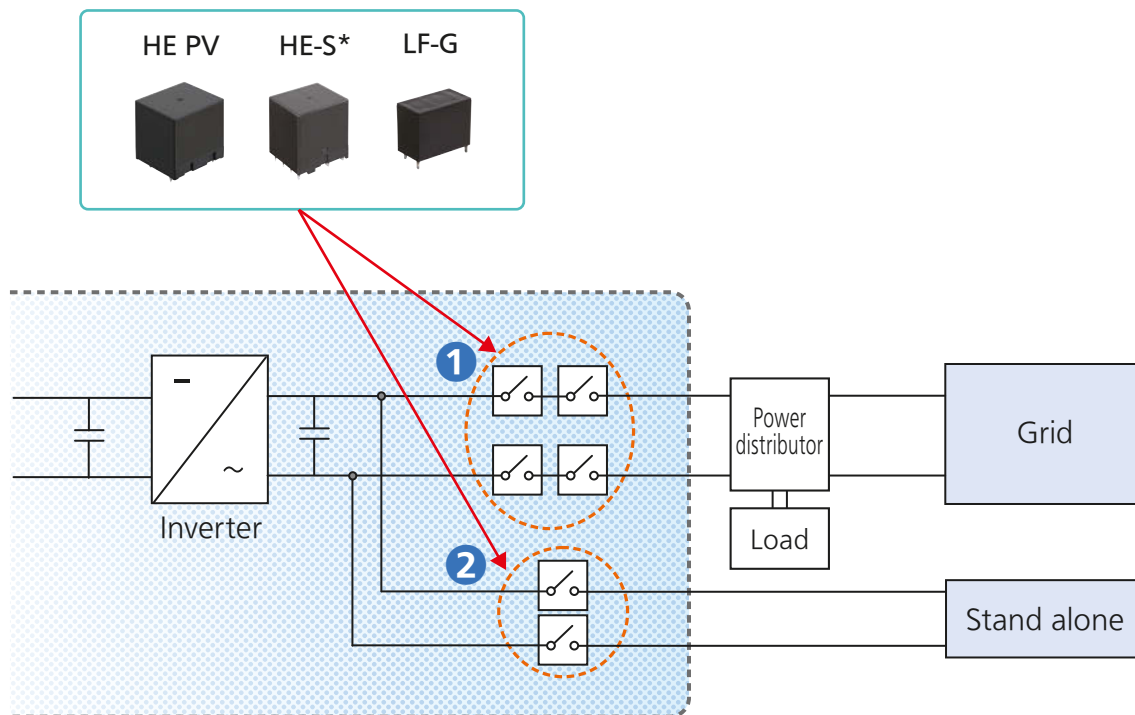 HE PV
HE-S*
LF-G
1
Power
distributor
Grid
Inverter
Load
2
Stand alone